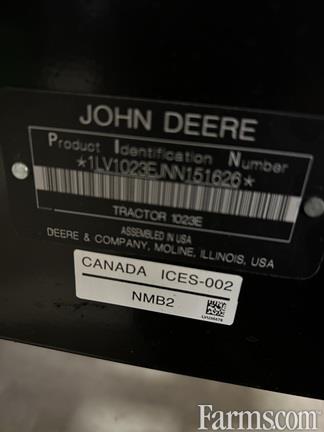 JOHN DEERE
Product Identification Number
*1LV1023EJNN151626*
TRACTOR 1023E
ASSEMBLED IN USA
DEERE & COMPANY, MOLINE, ILLINOIS, USA
CANADA ICES-002
NMB2
Farms.com